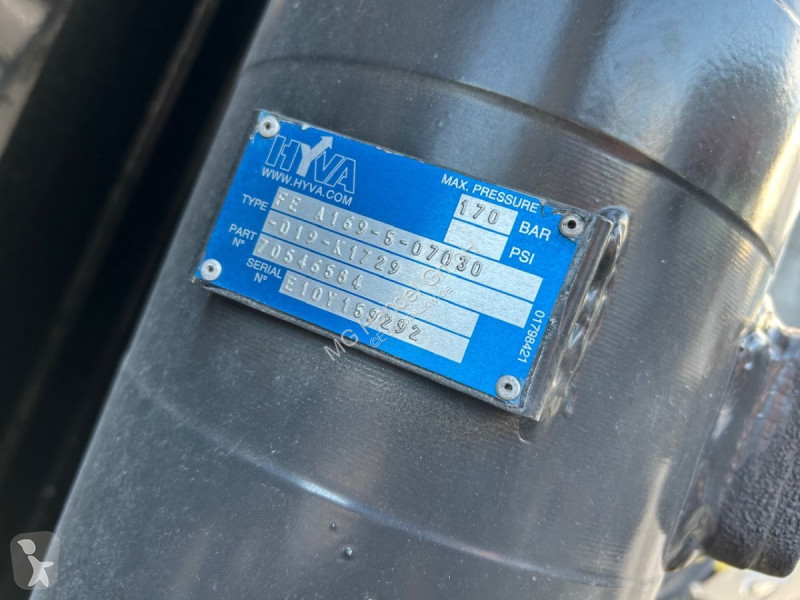 HYVA
WWW.HYVA.COM
MAX. PRESSURE 170 BAR
PSI
TYPE FE A169-5-07030
-019-K1729
PART Nº 70546584
SERIAL Nº E10Y159292
01798421